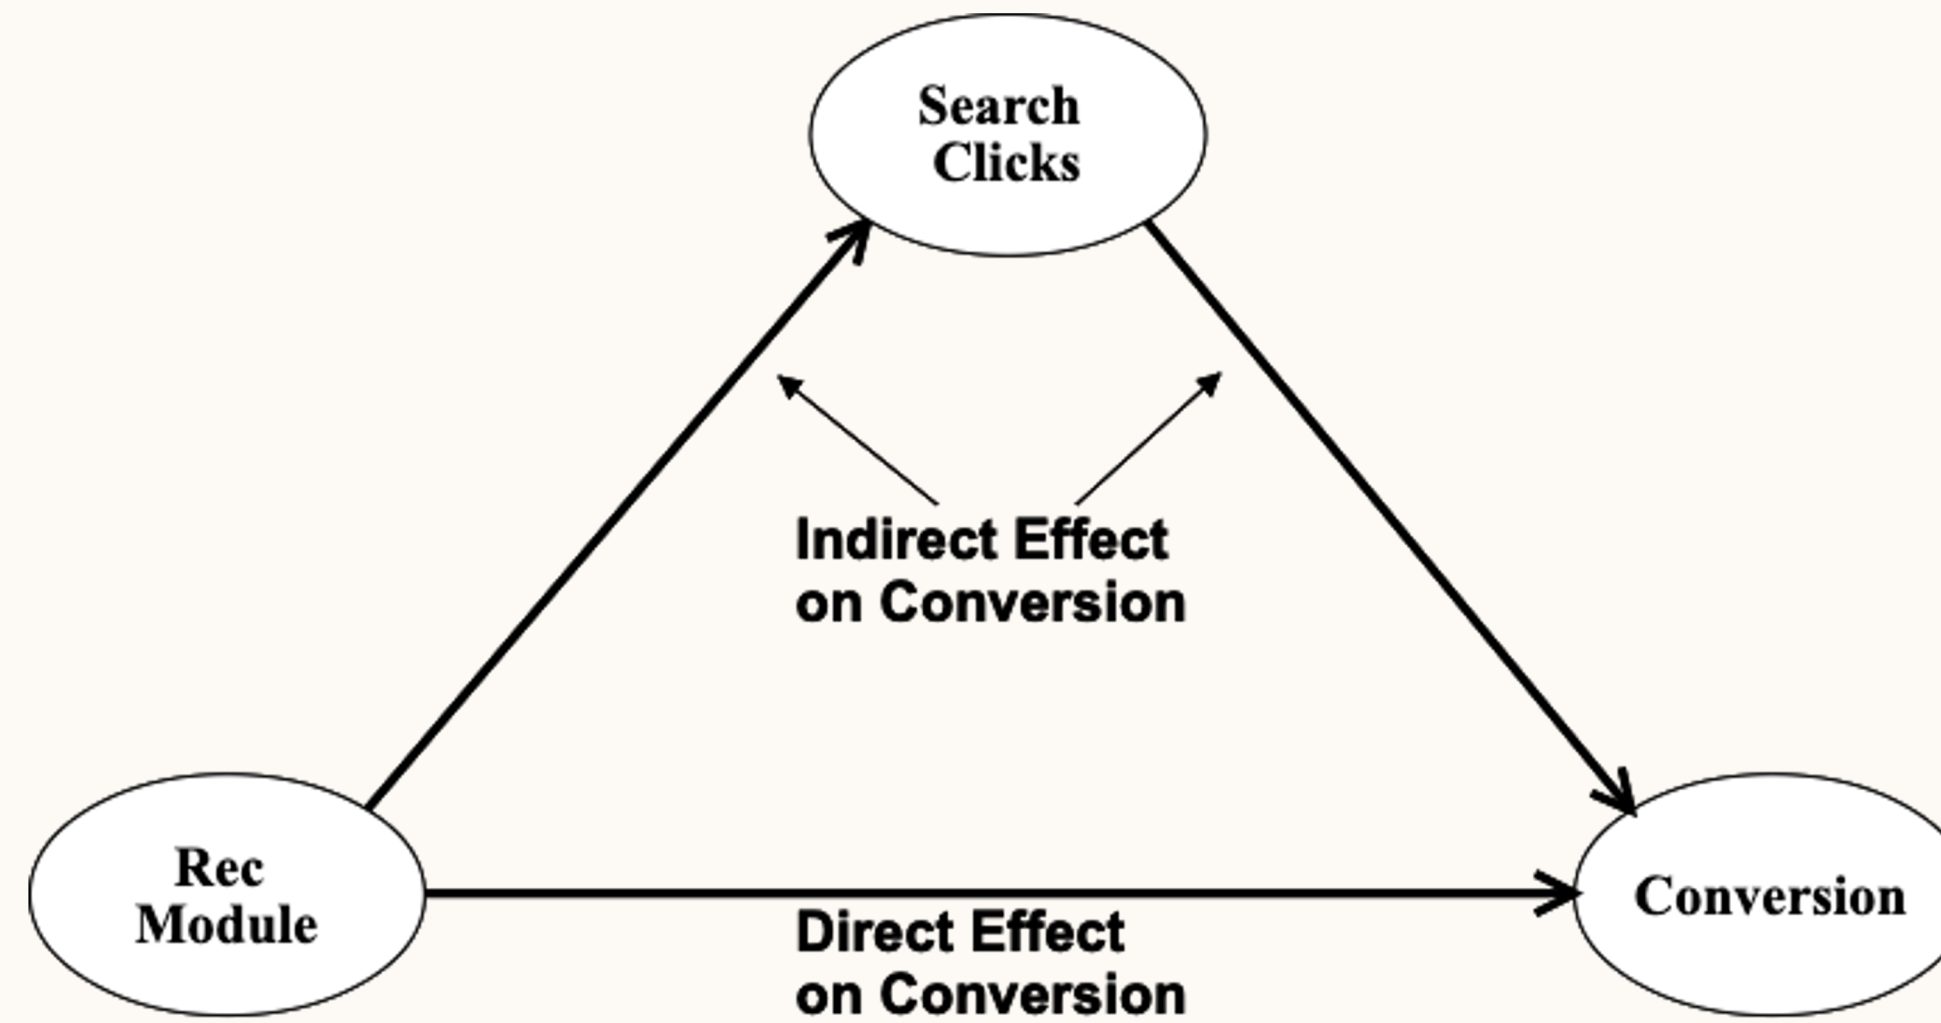 Search
Clicks
Indirect Effect
on Conversion
Rec
Module
Direct Effect
on Conversion
Conversion